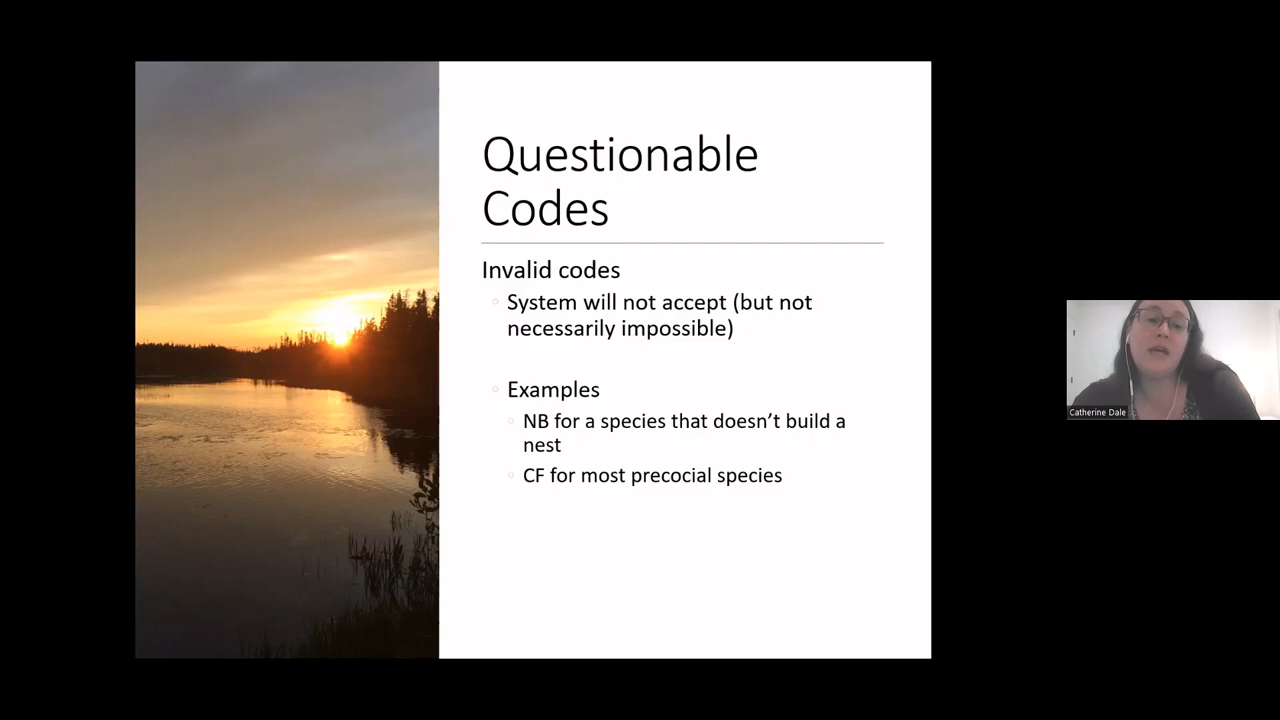 Questionable
Codes
Invalid codes
System will not accept (but not
necessarily impossible)
Examples
NB for a species that doesn’t build a
nest
CF for most precocial species
Catherine Dale